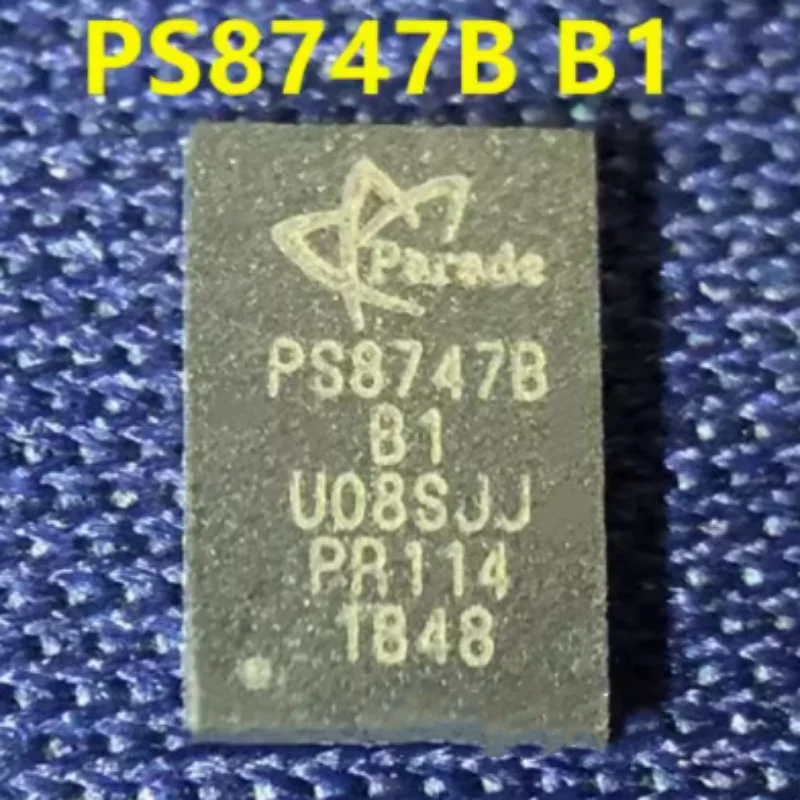 PS8747B B1
Parade
PS8747B
B1
U08SJJ
PR114
1848